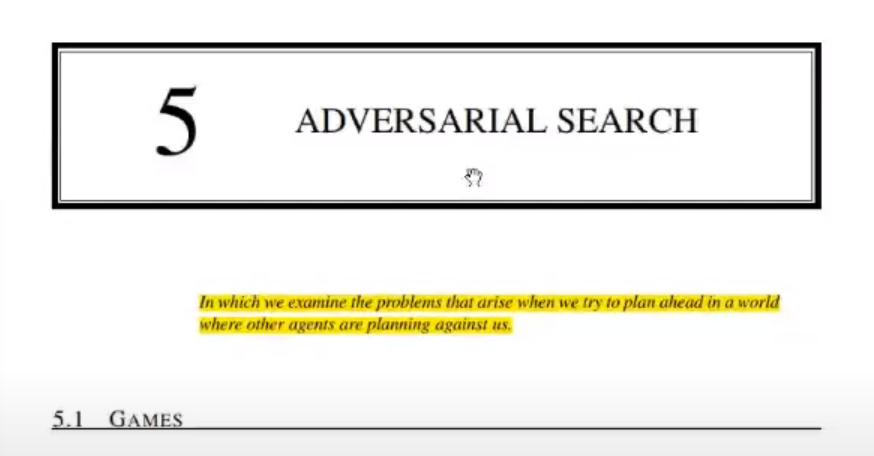 5 ADVERSARIAL SEARCH
In which we examine the problems that arise when we try to plan ahead in a world
where other agents are planning against us.
5.1 GAMES